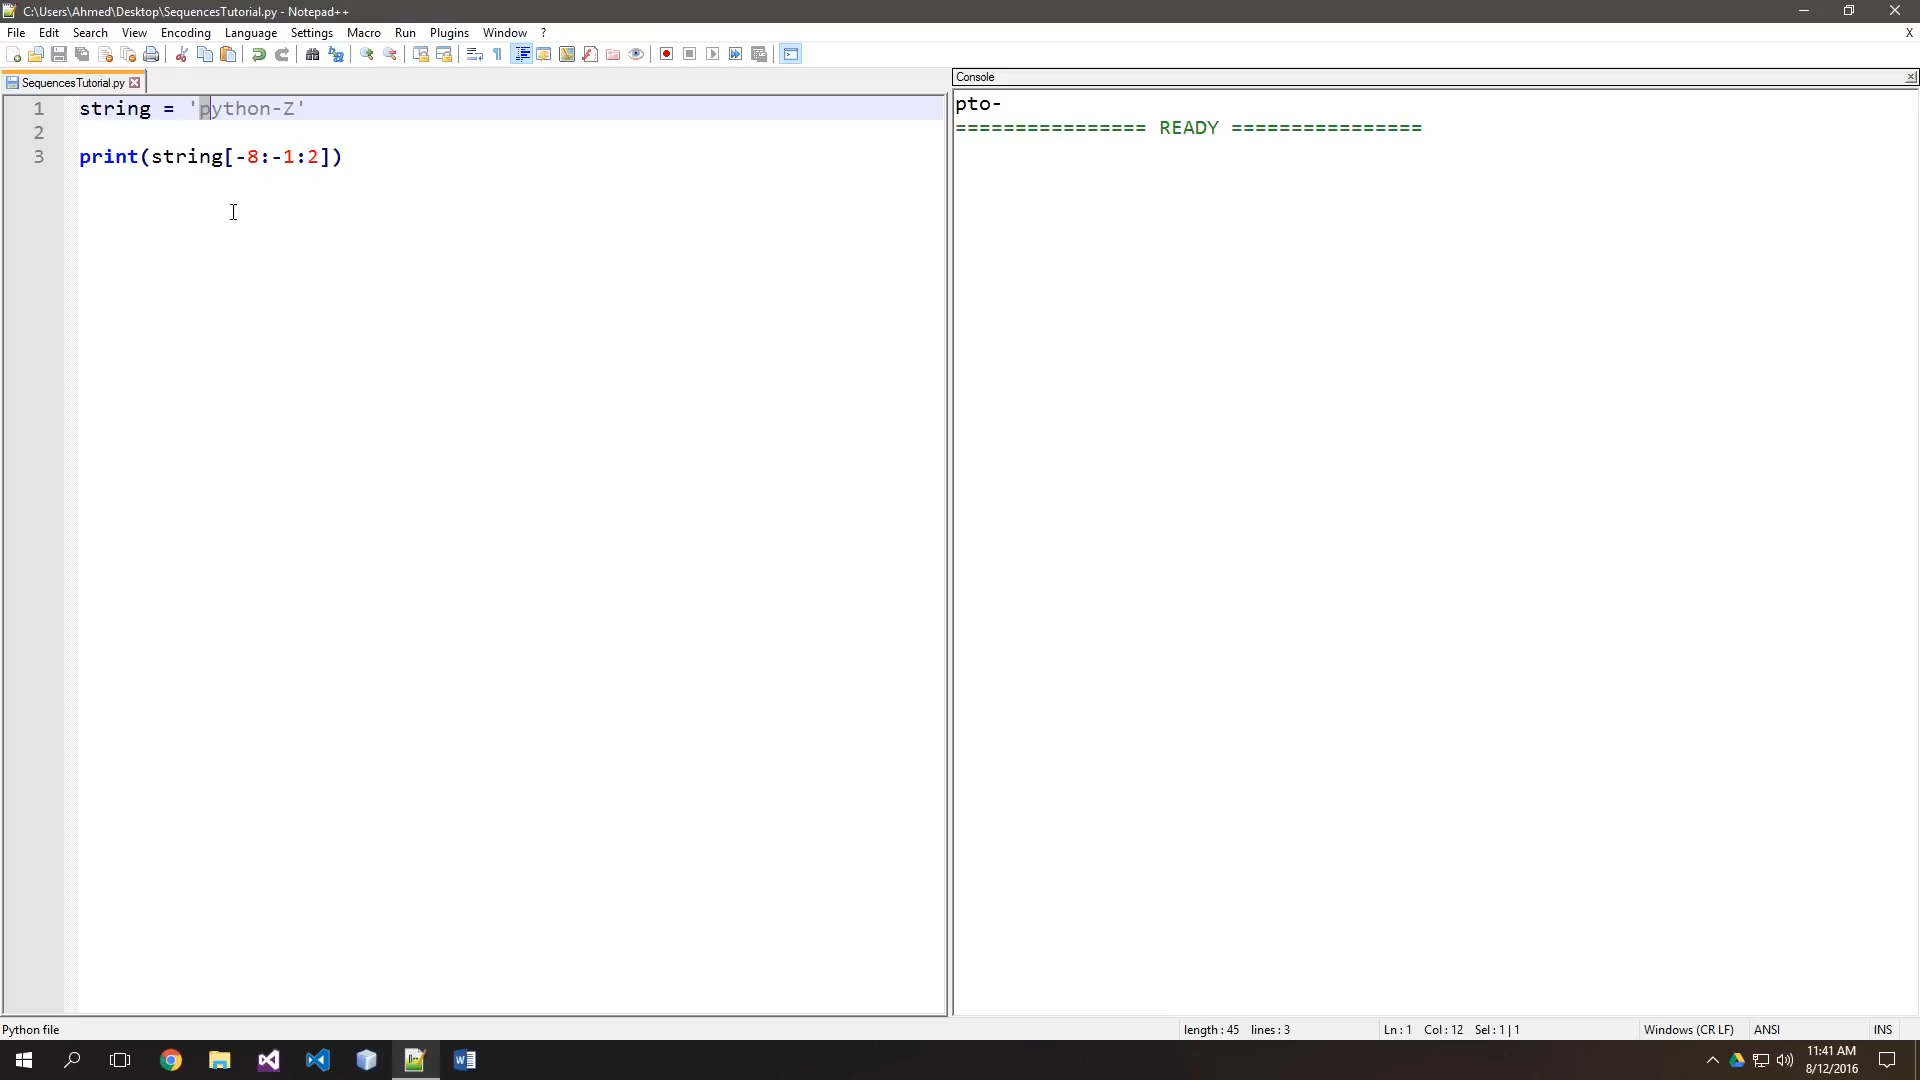 C:\Users\Ahmed\Desktop\SequencesTutorial.py - Notepad++
File Edit Search View Encoding Language Settings Macro Run Plugins Window ? X
SequencesTutorial.py
Console
1 string = 'python-Z'
2
3 print(string[-8:-1:2])
pto-
================ READY ================
Python file length : 45 lines : 3 Ln : 1 Col : 12 Sel : 1 | 1 Windows (CR LF) ANSI INS
11:41 AM
8/12/2016